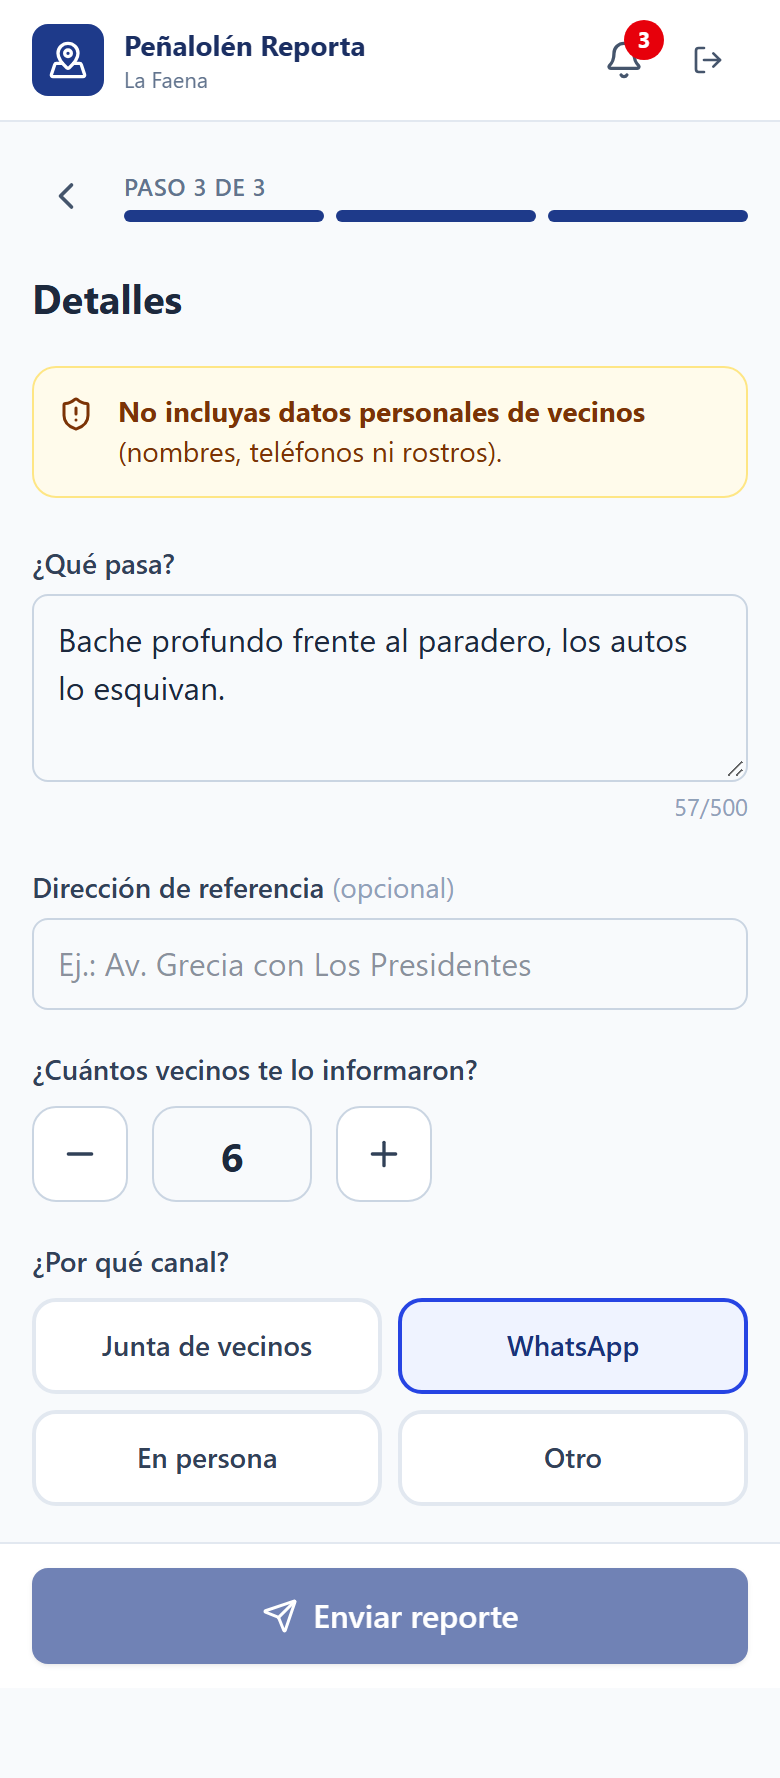 Peñalolén Reporta
La Faena
3
PASO 3 DE 3
Detalles
No incluyas datos personales de vecinos
(nombres, teléfonos ni rostros).
¿Qué pasa?
Bache profundo frente al paradero, los autos
lo esquivan.
57/500
Dirección de referencia (opcional)
Ej.: Av. Grecia con Los Presidentes
¿Cuántos vecinos te lo informaron?
6
¿Por qué canal?
Junta de vecinos
WhatsApp
En persona
Otro
Enviar reporte